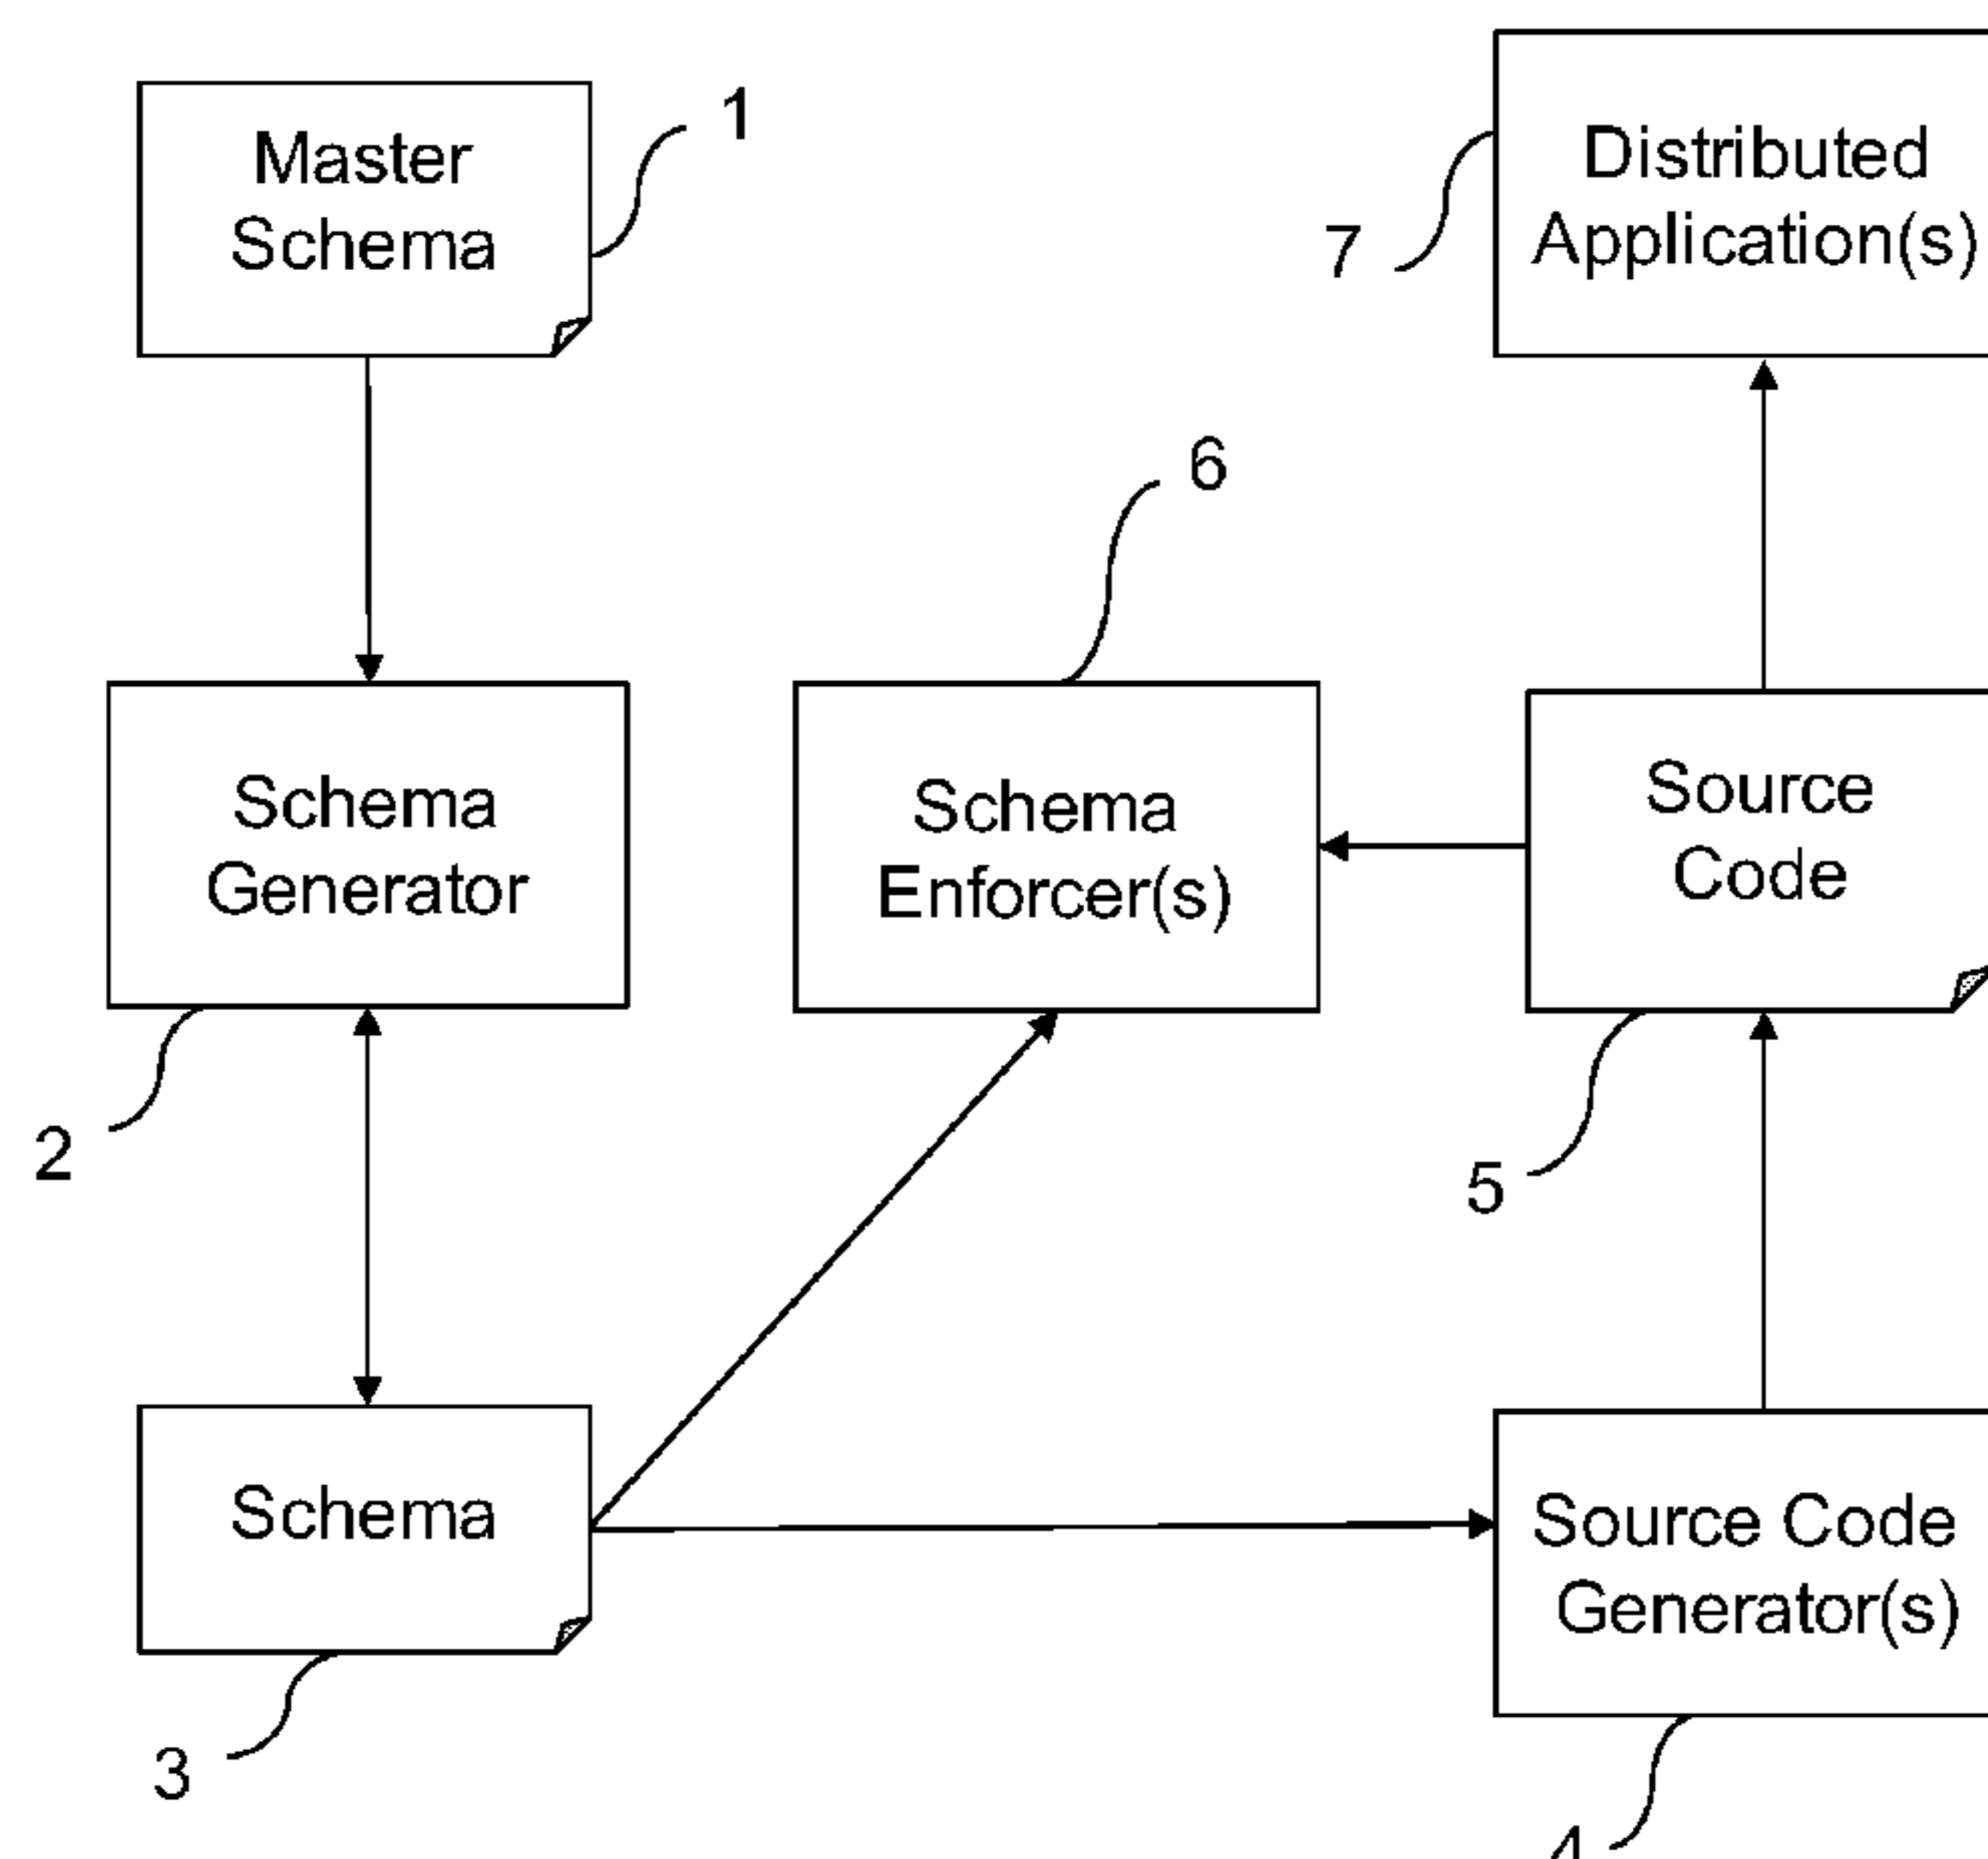 Master
Schema
1
Distributed
Application(s)
7
6
Schema
Generator
2
Schema
Enforcer(s)
Source
Code
5
Schema
3
Source Code
Generator(s)
4